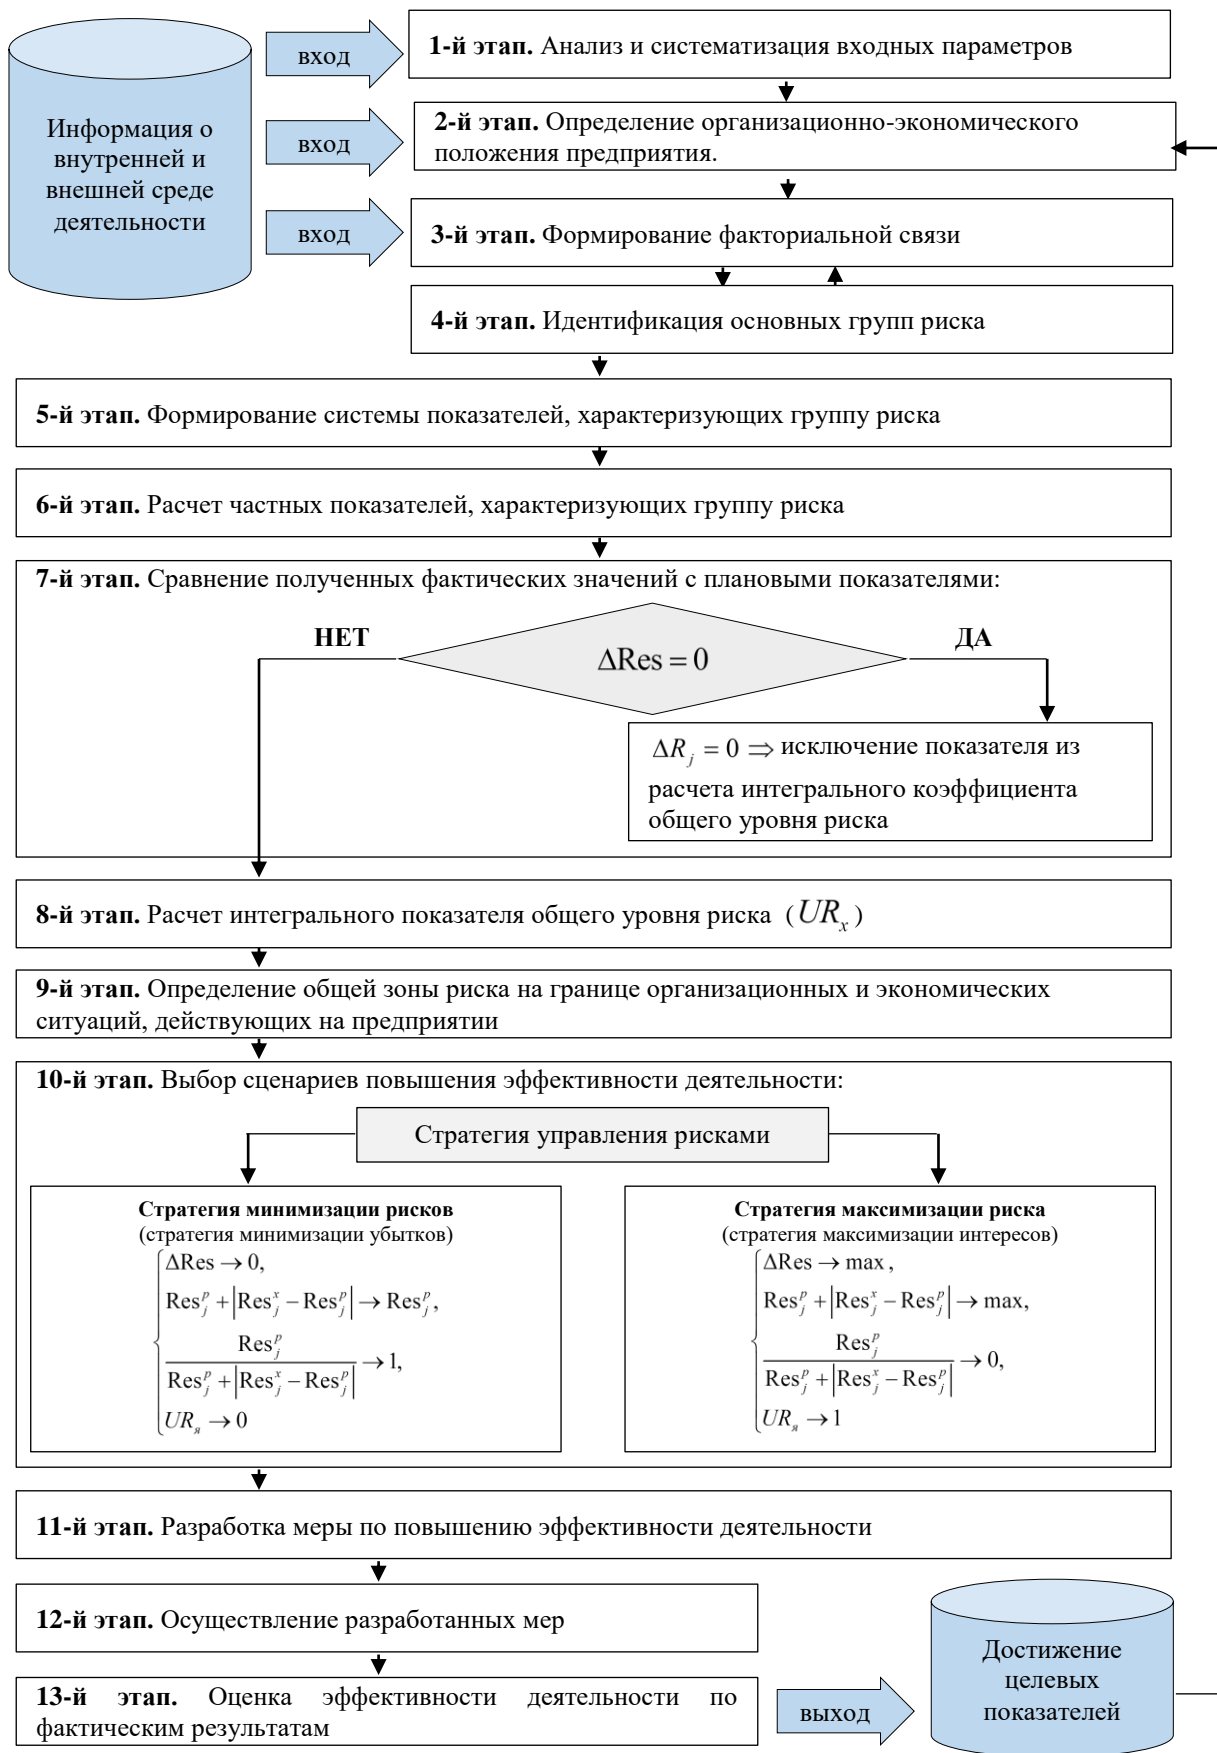 Информация о
внутренней и
внешней среде
деятельности
вход
вход
вход
1-й этап. Анализ и систематизация входных параметров
2-й этап. Определение организационно-экономического
положения предприятия.
3-й этап. Формирование факториальной связи
4-й этап. Идентификация основных групп риска
5-й этап. Формирование системы показателей, характеризующих группу риска
6-й этап. Расчет частных показателей, характеризующих группу риска
7-й этап. Сравнение полученных фактических значений с плановыми показателями:
НЕТ
ΔRes = 0
ДА
ΔR_j = 0 ⇒ исключение показателя из
расчета интегрального коэффициента
общего уровня риска
8-й этап. Расчет интегрального показателя общего уровня риска (UR_x)
9-й этап. Определение общей зоны риска на границе организационных и экономических
ситуаций, действующих на предприятии
10-й этап. Выбор сценариев повышения эффективности деятельности:
Стратегия управления рисками
Стратегия минимизации рисков
(стратегия минимизации убытков)
ΔRes → 0,
Res_j^p + |Res_j^x − Res_j^p| → Res_j^p,
Res_j^p
Res_j^p + |Res_j^x − Res_j^p| → 1,
UR_я → 0
Стратегия максимизации риска
(стратегия максимизации интересов)
ΔRes → max,
Res_j^p + |Res_j^x − Res_j^p| → max,
Res_j^p
Res_j^p + |Res_j^x − Res_j^p| → 0,
UR_я → 1
11-й этап. Разработка меры по повышению эффективности деятельности
12-й этап. Осуществление разработанных мер
13-й этап. Оценка эффективности деятельности по
фактическим результатам
выход
Достижение
целевых
показателей